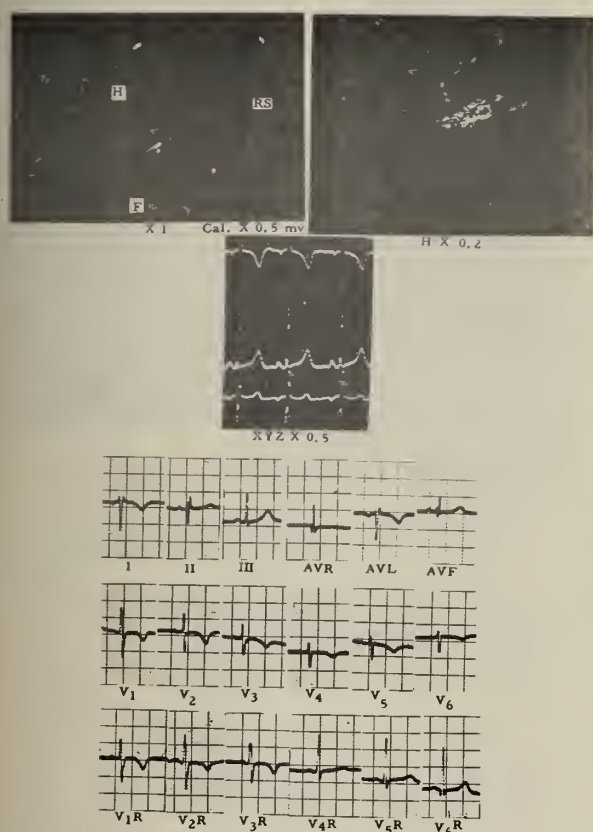 H RS
F
X 1 Cal. X 0.5 mv
H X 0.2
XYZ X 0.5
I II III AVR AVL AVF
V1 V2 V3 V4 V5 V6
V1R V2R V3R V4R V5R V6R